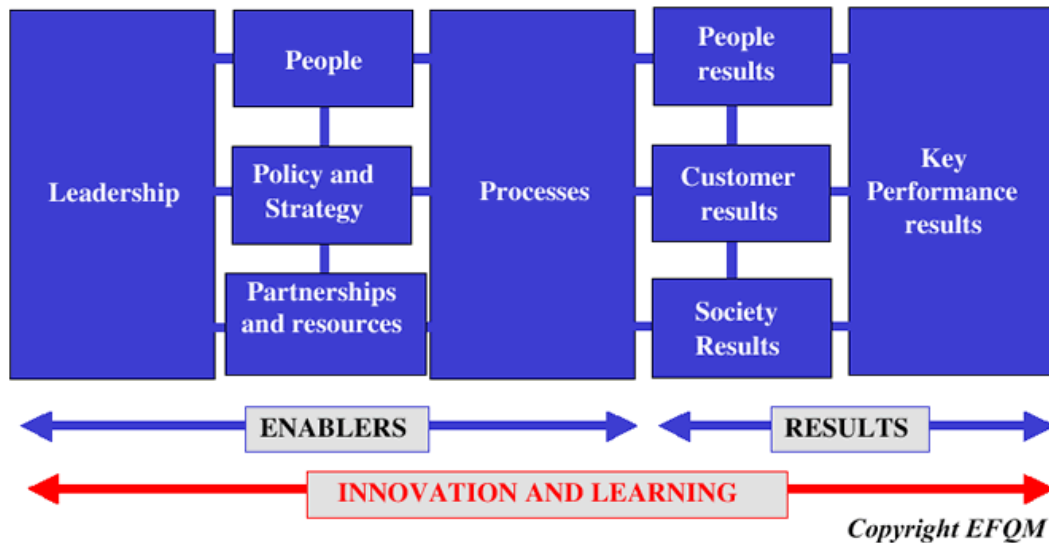 Leadership
People
Policy and
Strategy
Partnerships
and resources
Processes
People
results
Customer
results
Society
Results
Key
Performance
results
ENABLERS
RESULTS
INNOVATION AND LEARNING
Copyright EFQM